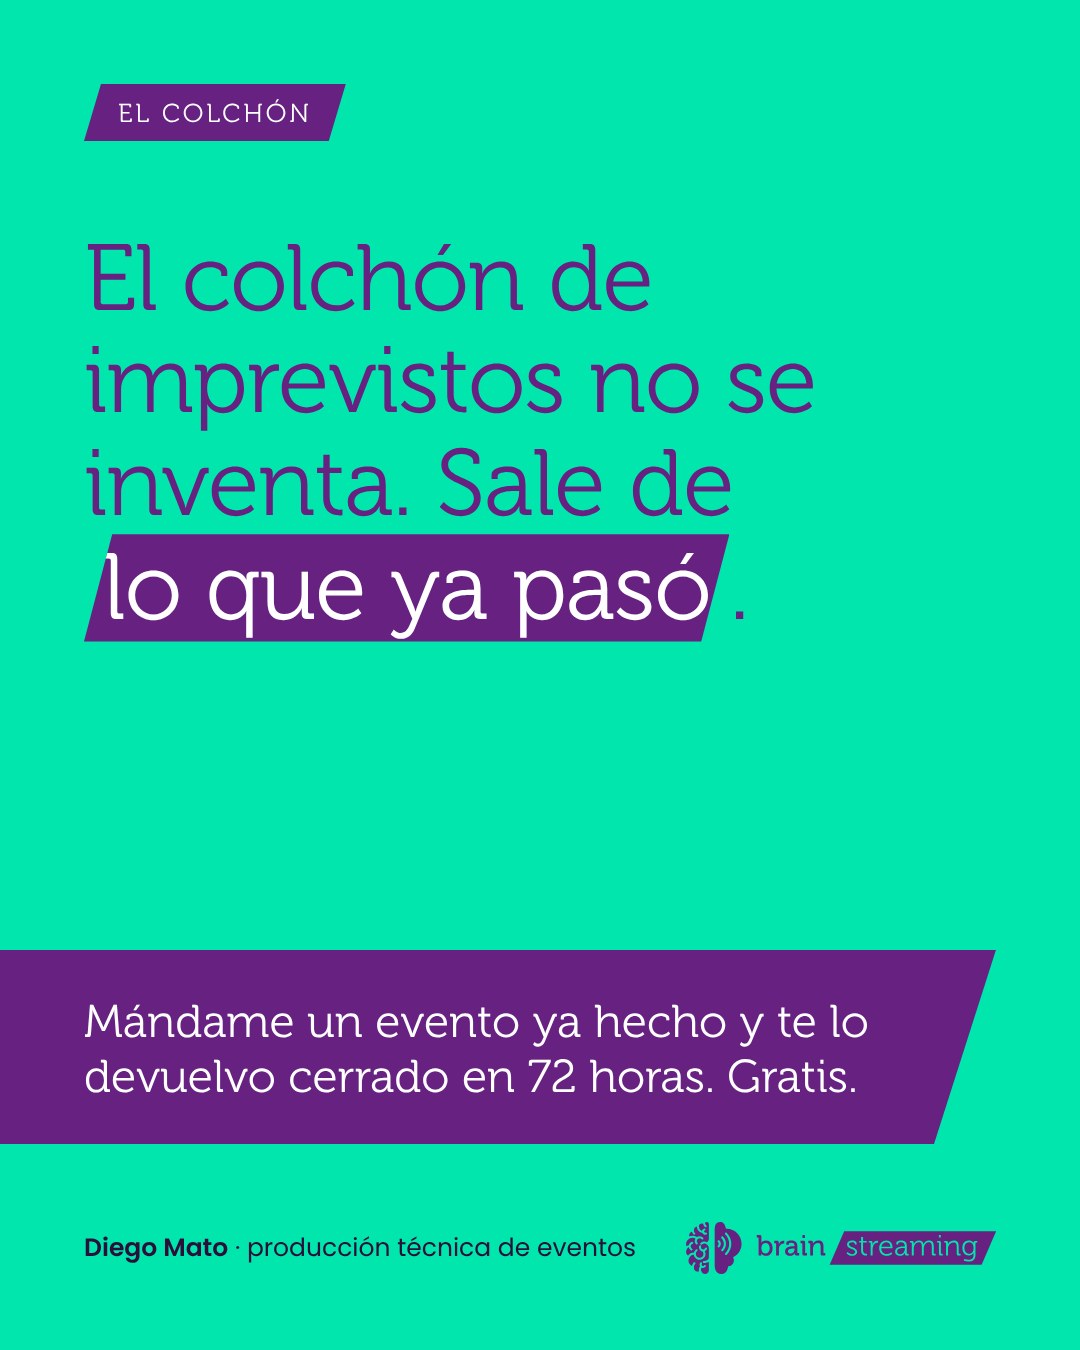 EL COLCHÓN
El colchón de
imprevistos no se
inventa. Sale de
lo que ya pasó.
Mándame un evento ya hecho y te lo
devuelvo cerrado en 72 horas. Gratis.
Diego Mato · producción técnica de eventos
brain streaming